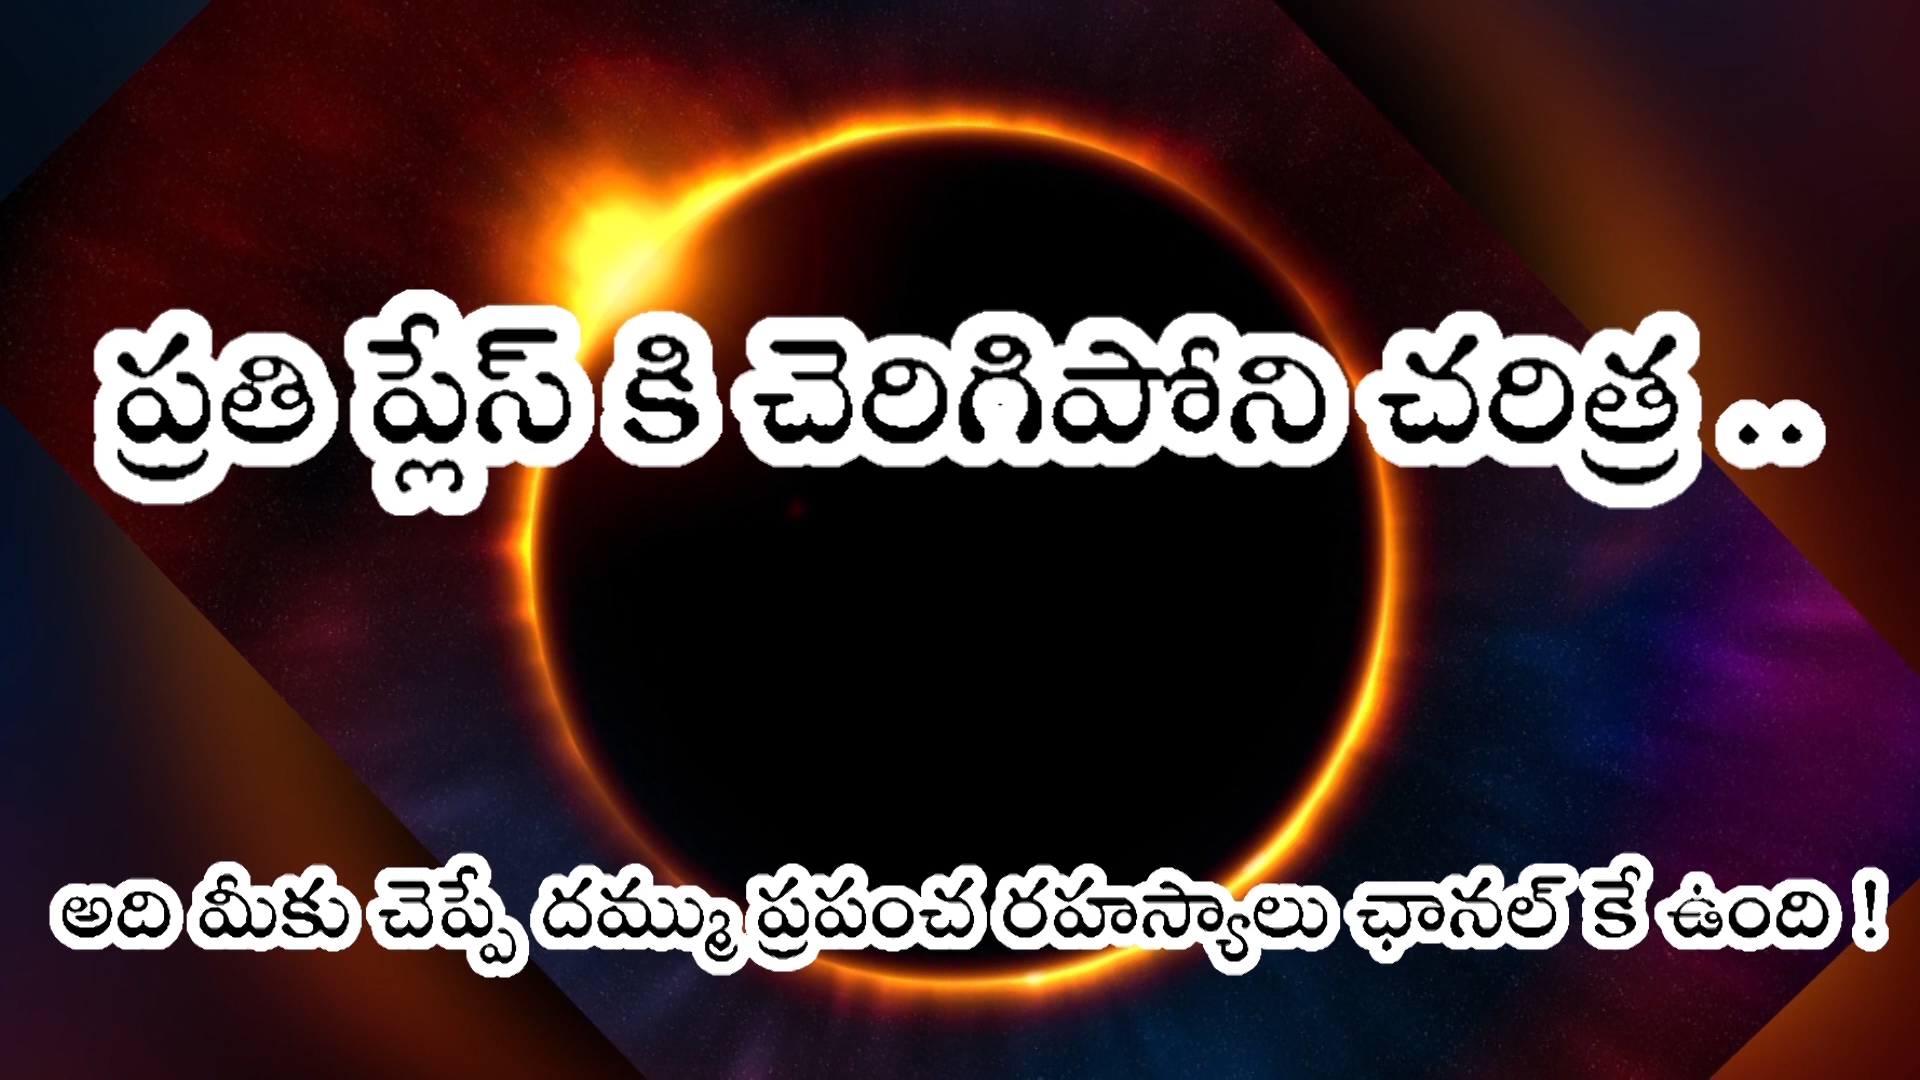 ప్రతి ప్లేస్ కి చెరిగిపోని చరిత్ర ..
అది మీకు చెప్పే దమ్ము ప్రపంచ రహస్యాలు ఛానల్ కే ఉంది !